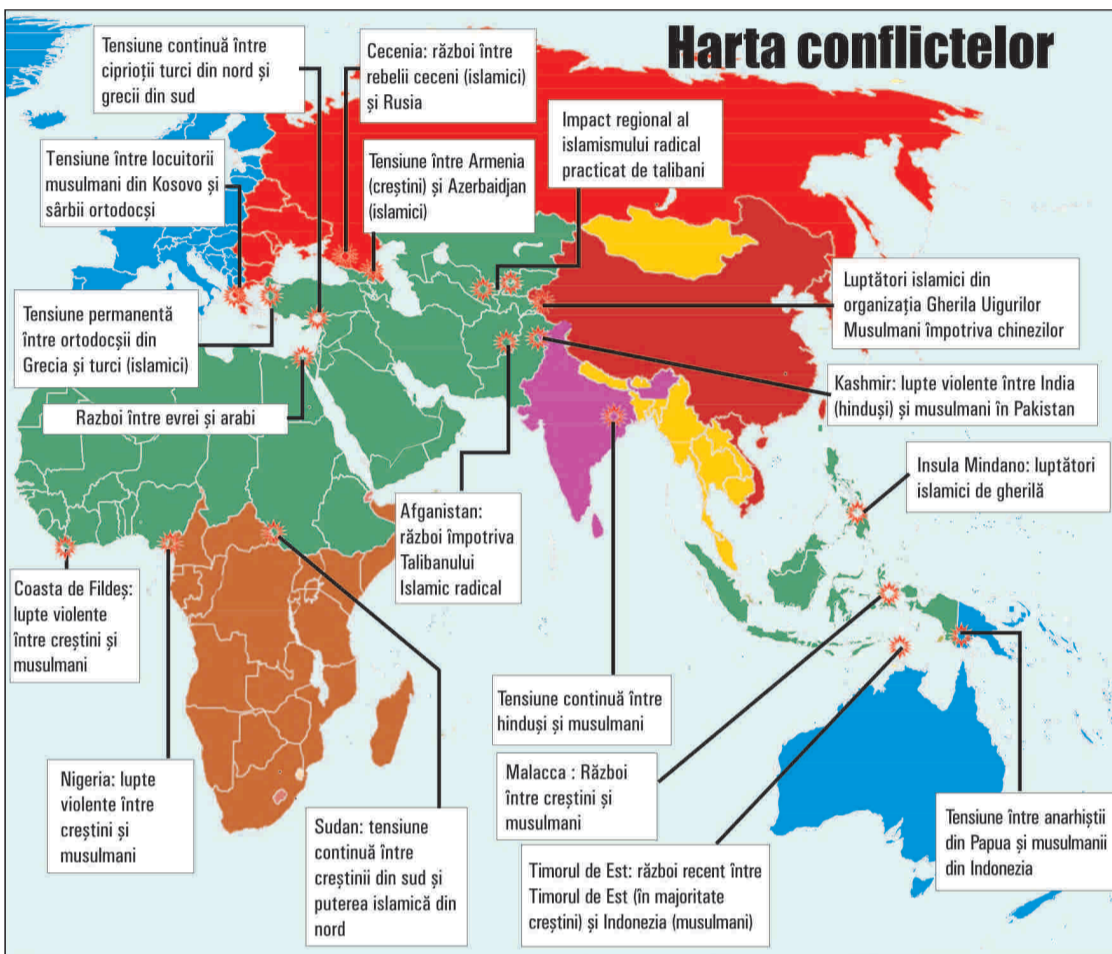 Harta conflictelor
Tensiune continuă între
ciprioții turci din nord și
grecii din sud
Cecenia: război între
rebelii ceceni (islamici)
și Rusia
Impact regional al
islamismului radical
practicat de talibani
Tensiune între locuitorii
musulmani din Kosovo și
sârbii ortodocși
Tensiune între Armenia
(creștini) și Azerbaidjan
(islamici)
Luptători islamici din
organizația Gherila Uigurilor
Musulmani împotriva chinezilor
Tensiune permanentă
între ortodocșii din
Grecia și turci (islamici)
Kashmir: lupte violente între India
(hinduși) și musulmani în Pakistan
Razboi între evrei și arabi
Insula Mindano: luptători
islamici de gherilă
Afganistan:
război împotriva
Talibanului
Islamic radical
Coasta de Fildeș:
lupte violente
între creștini și
musulmani
Tensiune continuă între
hinduși și musulmani
Nigeria: lupte
violente între
creștini și
musulmani
Malacca : Război
între creștini și
musulmani
Sudan: tensiune
continuă între
creștinii din sud și
puterea islamică din
nord
Timorul de Est: război recent între
Timorul de Est (în majoritate
creștini) și Indonezia (musulmani)
Tensiune între anarhiștii
din Papua și musulmanii
din Indonezia